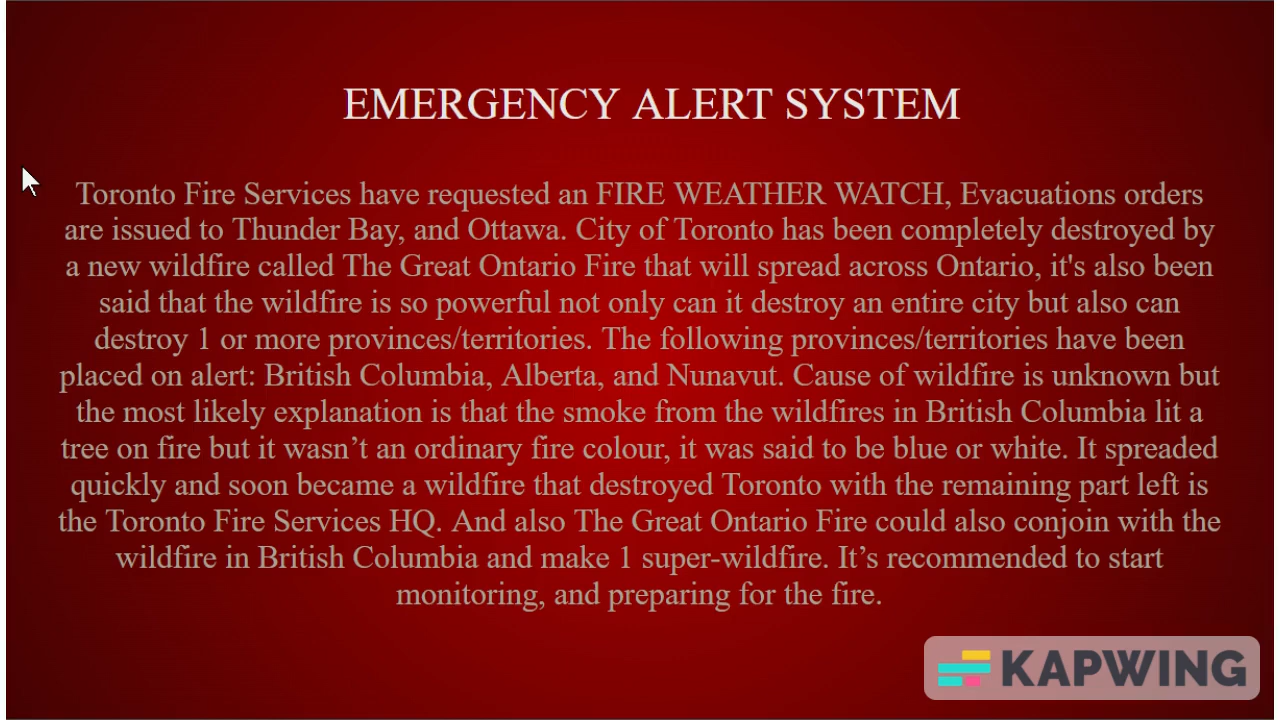 EMERGENCY ALERT SYSTEM
Toronto Fire Services have requested an FIRE WEATHER WATCH, Evacuations orders
are issued to Thunder Bay, and Ottawa. City of Toronto has been completely destroyed by
a new wildfire called The Great Ontario Fire that will spread across Ontario, it's also been
said that the wildfire is so powerful not only can it destroy an entire city but also can
destroy 1 or more provinces/territories. The following provinces/territories have been
placed on alert: British Columbia, Alberta, and Nunavut. Cause of wildfire is unknown but
the most likely explanation is that the smoke from the wildfires in British Columbia lit a
tree on fire but it wasn’t an ordinary fire colour, it was said to be blue or white. It spreaded
quickly and soon became a wildfire that destroyed Toronto with the remaining part left is
the Toronto Fire Services HQ. And also The Great Ontario Fire could also conjoin with the
wildfire in British Columbia and make 1 super-wildfire. It’s recommended to start
monitoring, and preparing for the fire.
KAPWING